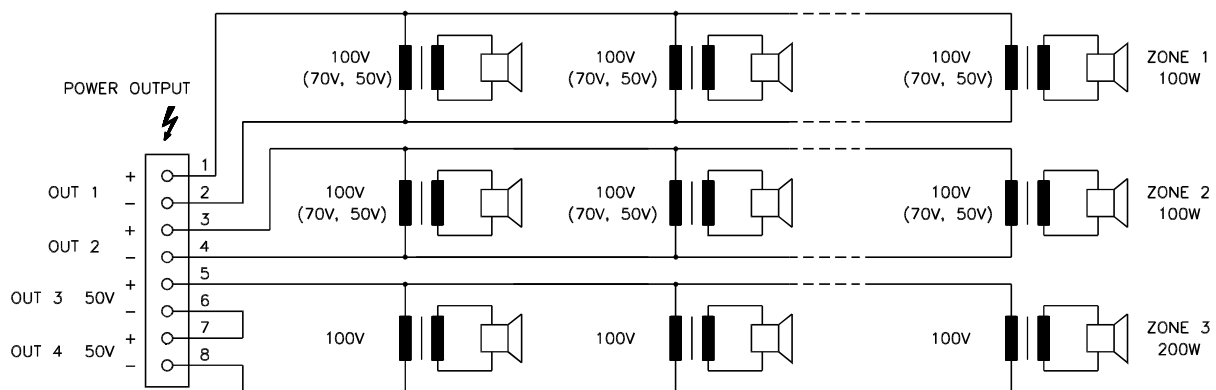 100V
(70V, 50V)
100V
(70V, 50V)
100V
(70V, 50V)
ZONE 1
100W
POWER OUTPUT
OUT 1
+
−
1
2
100V
(70V, 50V)
100V
(70V, 50V)
100V
(70V, 50V)
ZONE 2
100W
OUT 2
+
−
3
4
OUT 3 50V
+
−
5
6
OUT 4 50V
+
−
7
8
100V
100V
100V
ZONE 3
200W